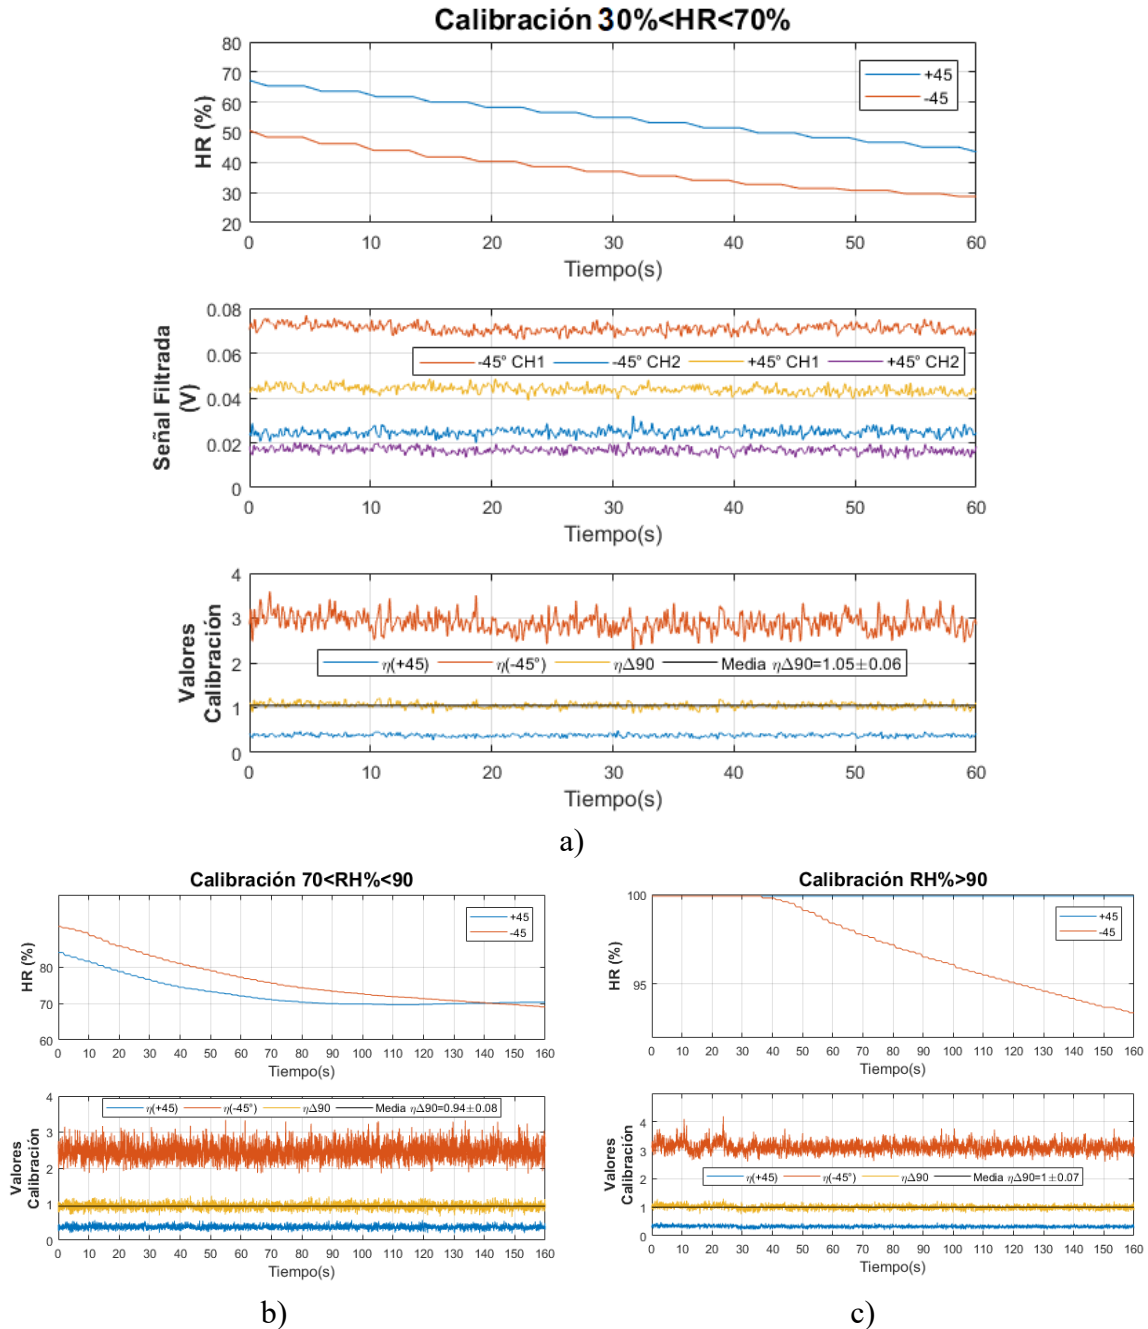 Calibración 30%<HR<70%
80
70
60
50
40
30
20
HR (%)
+45
-45
0 10 20 30 40 50 60
Tiempo(s)
0.08
0.06
0.04
0.02
0
Señal Filtrada
(V)
-45° CH1 -45° CH2 +45° CH1 +45° CH2
0 10 20 30 40 50 60
Tiempo(s)
4
3
2
1
0
Valores
Calibración
η(+45) η(-45°) ηΔ90 Media ηΔ90=1.05±0.06
0 10 20 30 40 50 60
Tiempo(s)
a)
Calibración 70<RH%<90
80
70
60
HR (%)
+45
-45
0 10 20 30 40 50 60 70 80 90 100 110 120 130 140 150 160
Tiempo(s)
4
3
2
1
0
Valores
Calibración
η(+45) η(-45°) ηΔ90 Media ηΔ90=0.94±0.08
0 10 20 30 40 50 60 70 80 90 100 110 120 130 140 150 160
Tiempo(s)
b)
Calibración RH%>90
100
95
HR (%)
+45
-45
0 10 20 30 40 50 60 70 80 90 100 110 120 130 140 150 160
Tiempo(s)
4
3
2
1
0
Valores
Calibración
η(+45) η(-45°) ηΔ90 Media ηΔ90=1±0.07
0 10 20 30 40 50 60 70 80 90 100 110 120 130 140 150 160
Tiempo(s)
c)